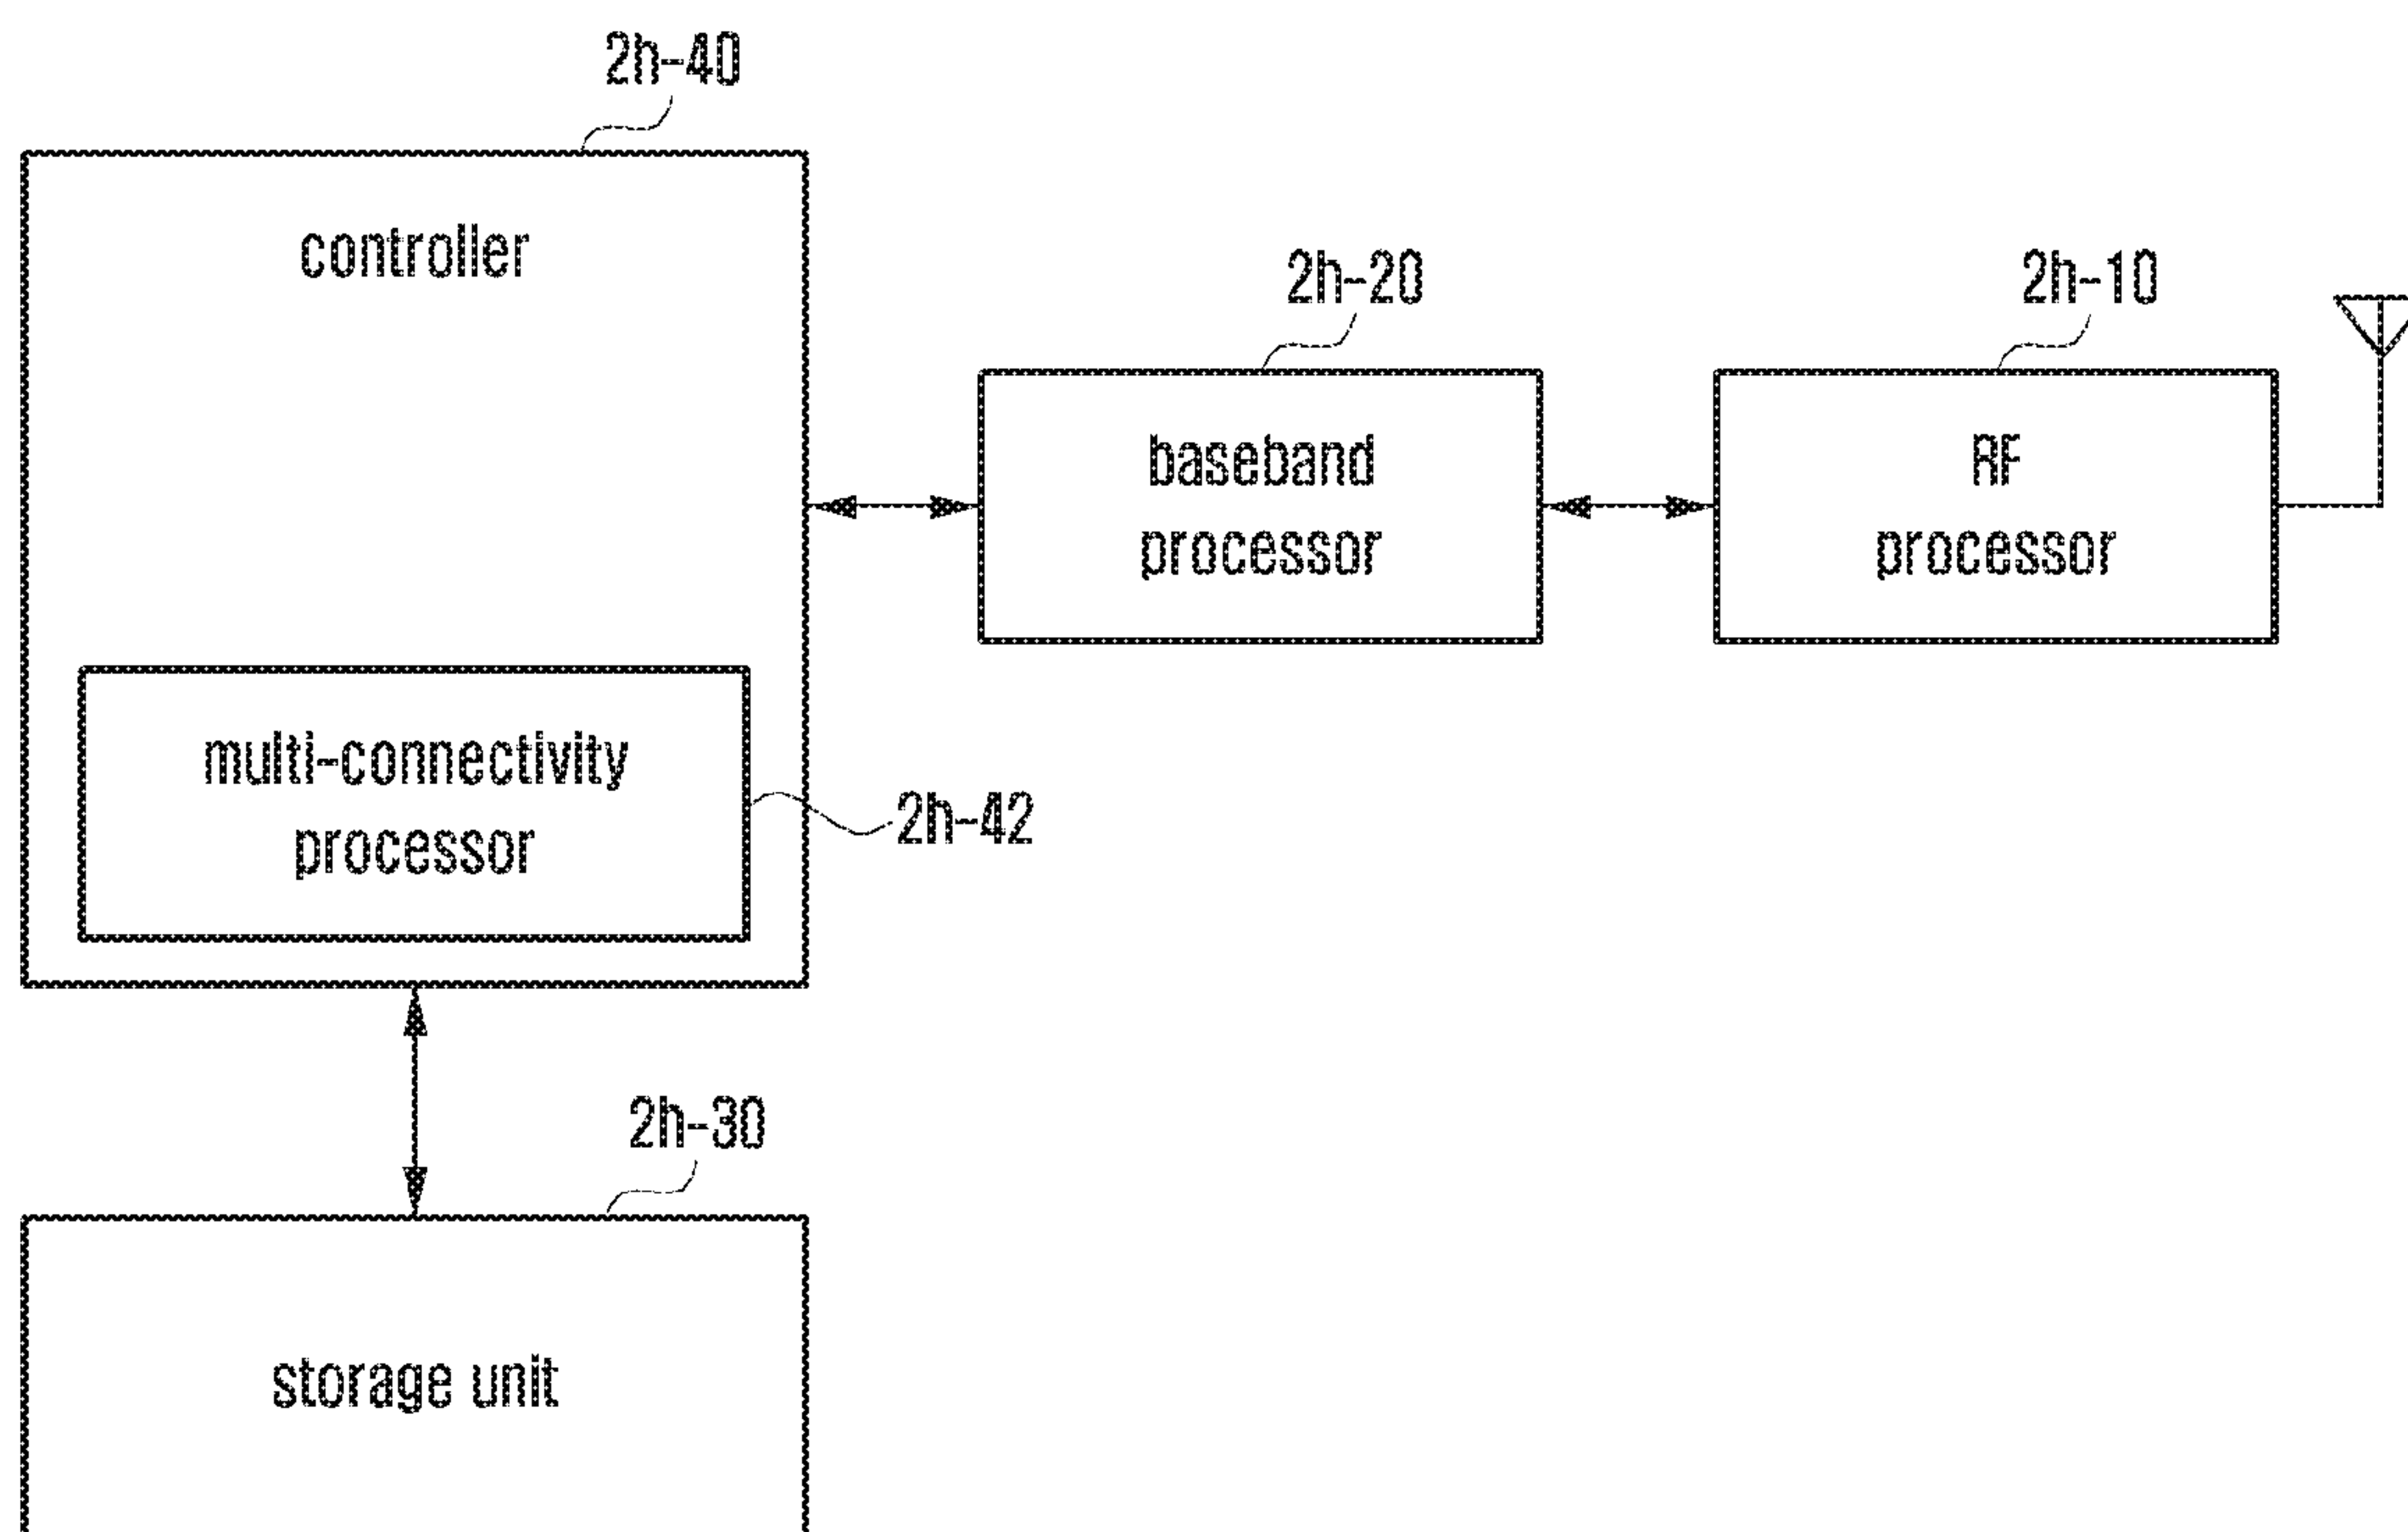 2h-40
controller
2h-20
2h-10
baseband
processor
RF
processor
multi-connectivity
processor
2h-42
2h-30
storage unit